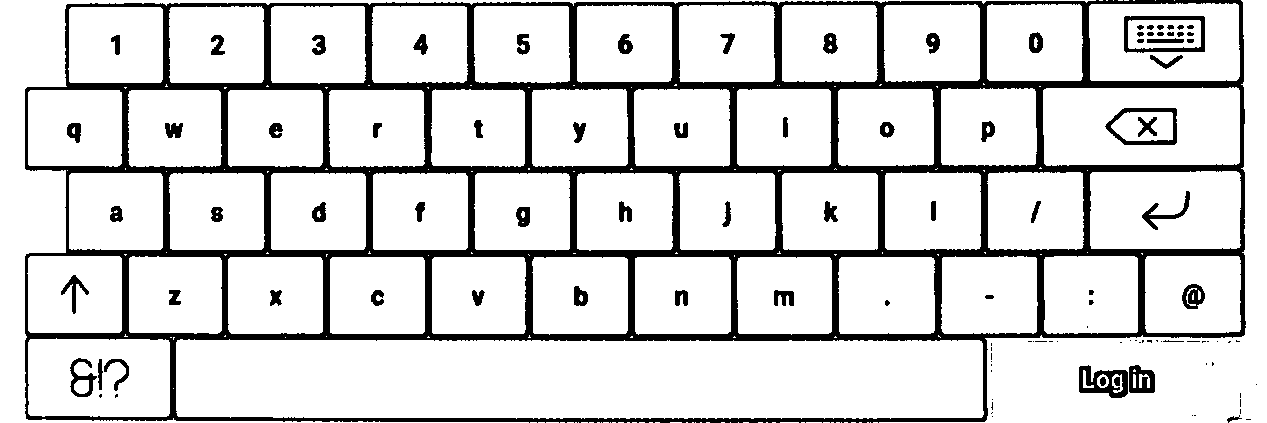 1 2 3 4 5 6 7 8 9 0
q w e r t y u i o p
a s d f g h j k l /
z x c v b n m . - : @
&!? Log in